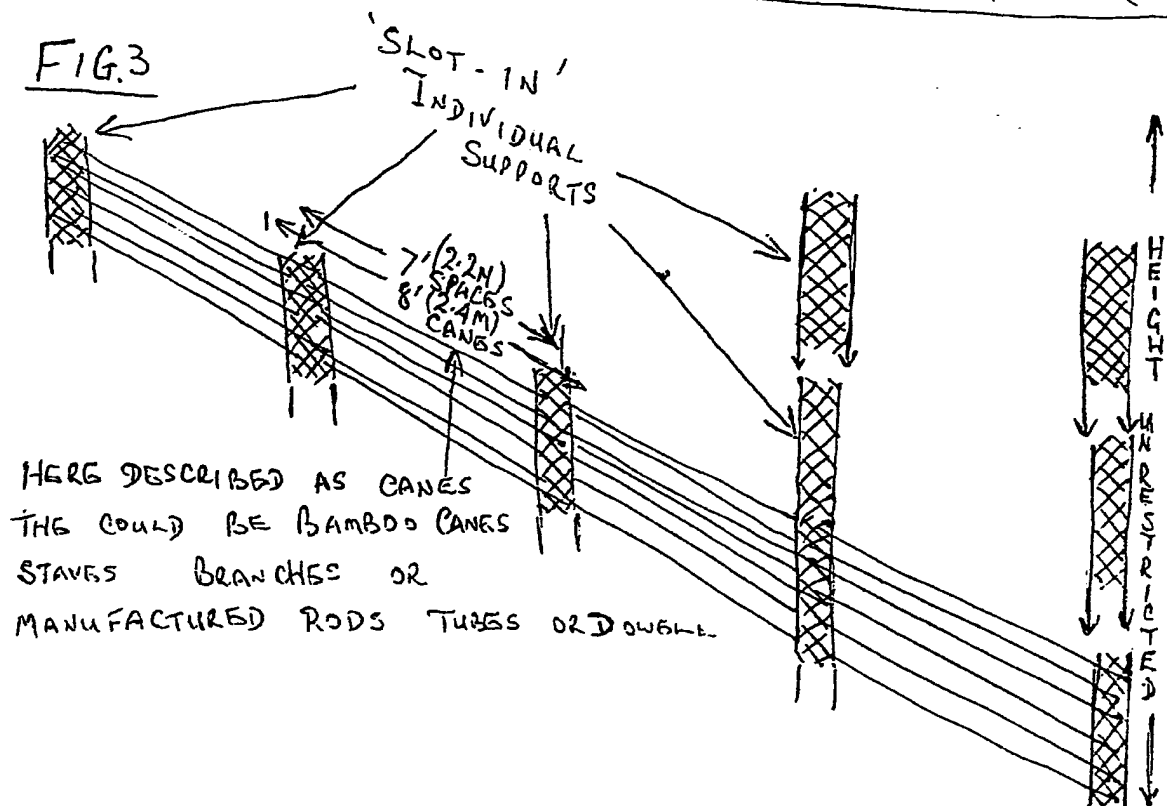 FIG.3
'SLOT-IN'
INDIVIDUAL
SUPPORTS
7' (2.2M)
SPACES
8' (2.4M)
CANES
HEIGHT UNRESTRICTED
HERE DESCRIBED AS CANES
THE COULD BE BAMBOO CANES
STAVES BRANCHES OR
MANUFACTURED RODS TUBES OR DOWELL